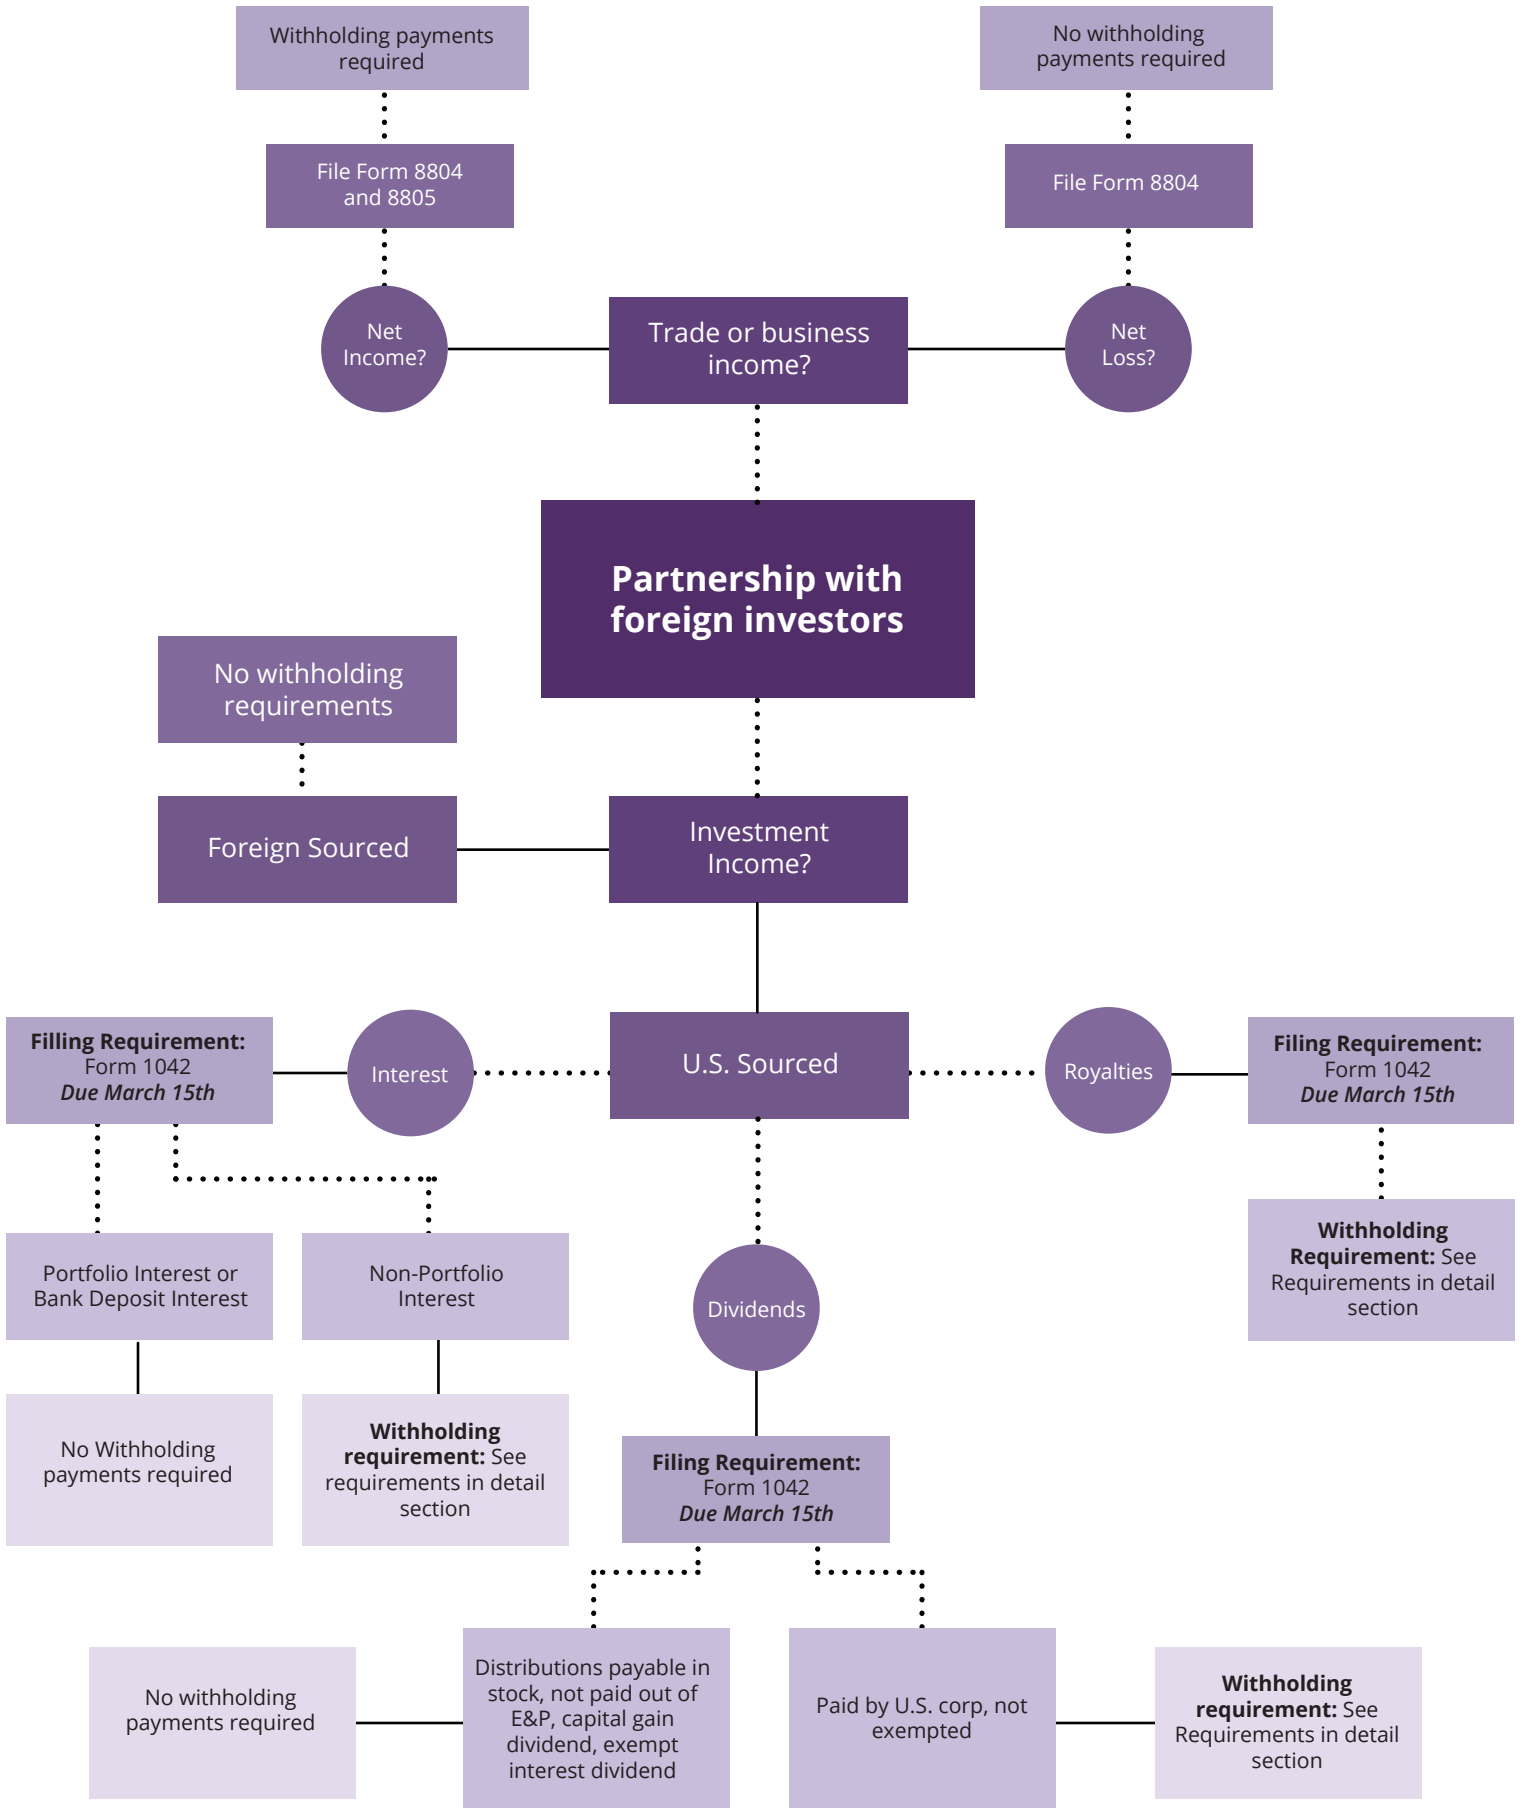 Withholding payments
required
No withholding
payments required
File Form 8804
and 8805
File Form 8804
Net
Income?
Trade or business
income?
Net
Loss?
Partnership with
foreign investors
No withholding
requirements
Foreign Sourced
Investment
Income?
Filling Requirement:
Form 1042
Due March 15th
Interest
U.S. Sourced
Royalties
Filing Requirement:
Form 1042
Due March 15th
Portfolio Interest or
Bank Deposit Interest
Non-Portfolio
Interest
Dividends
Withholding
Requirement: See
Requirements in detail
section
No Withholding
payments required
Withholding
requirement: See
requirements in detail
section
Filing Requirement:
Form 1042
Due March 15th
No withholding
payments required
Distributions payable in
stock, not paid out of
E&P, capital gain
dividend, exempt
interest dividend
Paid by U.S. corp, not
exempted
Withholding
requirement: See
Requirements in detail
section